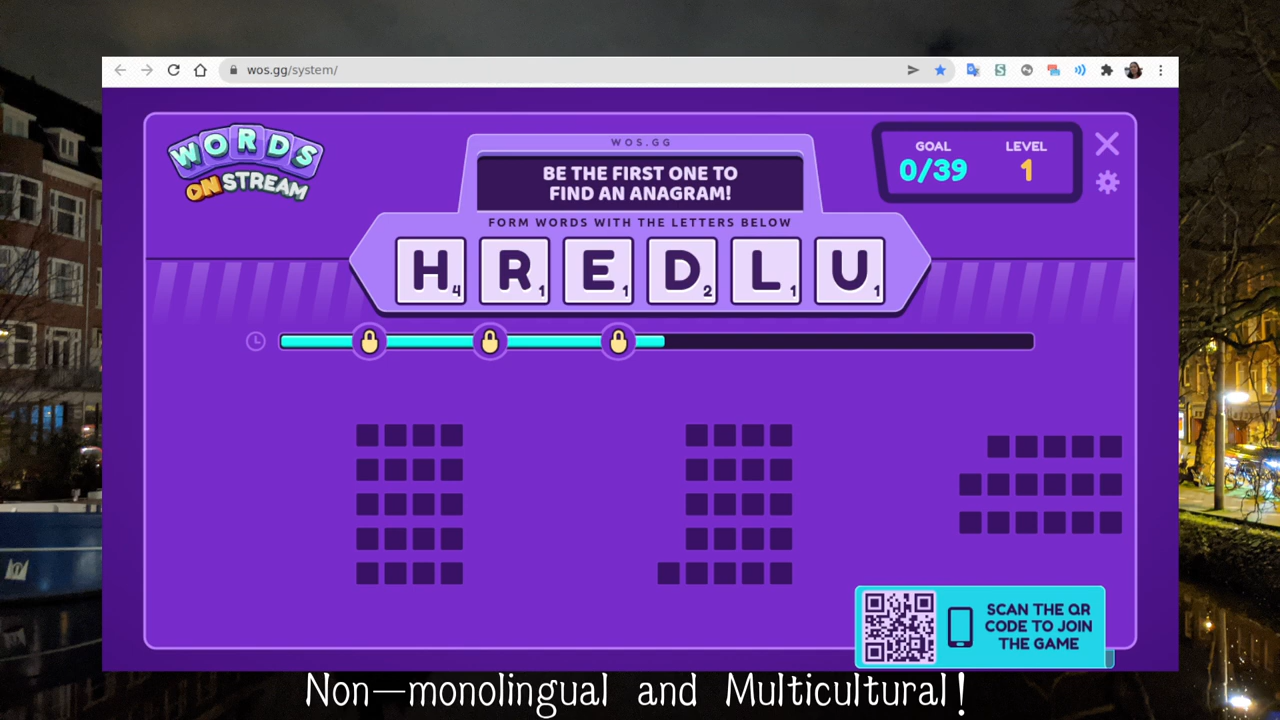 wos.gg/system/
WORDS
ON STREAM
WOS.GG
BE THE FIRST ONE TO
FIND AN ANAGRAM!
GOAL
0/39
LEVEL
1
FORM WORDS WITH THE LETTERS BELOW
H4 R1 E1 D2 L1 U1
SCAN THE QR
CODE TO JOIN
THE GAME
Non-monolingual and Multicultural!